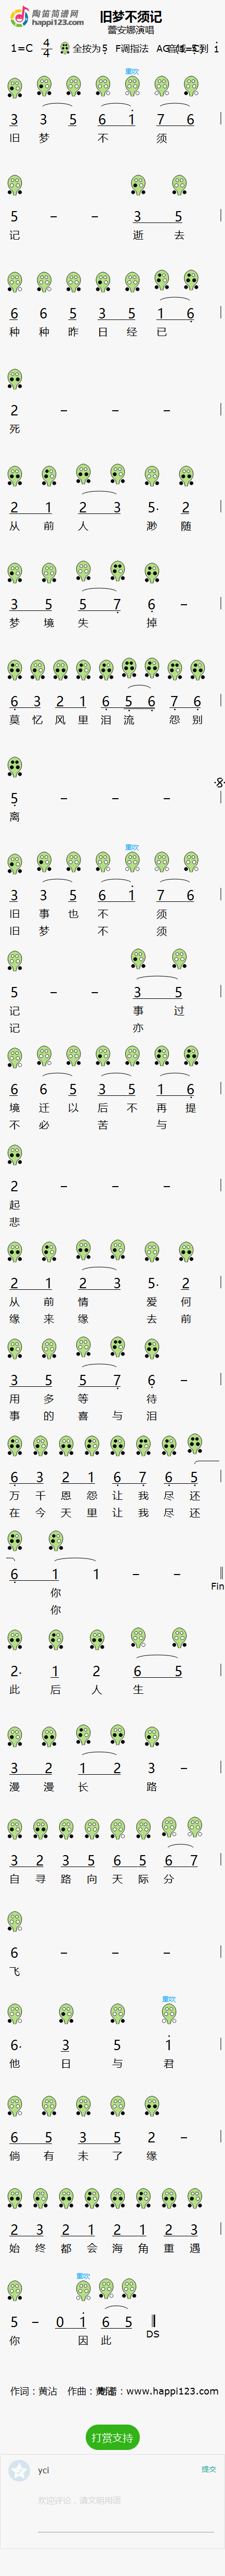 陶笛简谱网
happi123.com
旧梦不须记
蕾安娜演唱
1=C 4/4 全按为5 F调指法
重吹
3 3 5 6 1 7 6
旧 梦 不 须
5 – – 3 5
记 逝 去
6 6 5 3 5 1 6
种 种 昨 日 经 已
2 – – –
死
2 1 2 3 5· 2
从 前 人 渺 随
3 5 5 7 6 –
梦 境 失 掉
6 3 2 1 6 5 6 7 6
莫 忆 风 里 泪 流 怨 别
5 – – –
离
重吹
3 3 5 6 1 7 6
旧 事 也 不 须
旧 梦 不 须
5 – – 3 5
记 事 过
记 亦
6 6 5 3 5 1 6
境 迁 以 后 不 再 提
不 必 苦 与
2 – – –
起
悲
2 1 2 3 5· 2
从 前 情 爱 何
缘 来 缘 去 前
3 5 5 7 6 –
用 多 等 待
事 的 喜 与 泪
6 3 2 1 6 7 6 5
万 千 恩 怨 让 我 尽 还
在 今 天 里 让 我 尽 还
6 1 1 – –
Fin
你
你
2· 1 2 6 5
此 后 人 生
3 2 1 2 3 –
漫 漫 长 路
3 2 3 5 6 5 6 7
自 寻 路 向 天 际 分
6 – – –
飞
重吹
6· 3 5 1
他 日 与 君
6 5 3 5 2 –
倘 有 未 了 缘
2 3 2 1 2 1 2 3
始 终 都 会 海 角 重 遇
重吹
5 – 0 1 6 5
DS
你 因 此
作词：黄沾 作曲：黄沾
www.happi123.com
打赏支持
yci
提交
欢迎评论，请文明用语